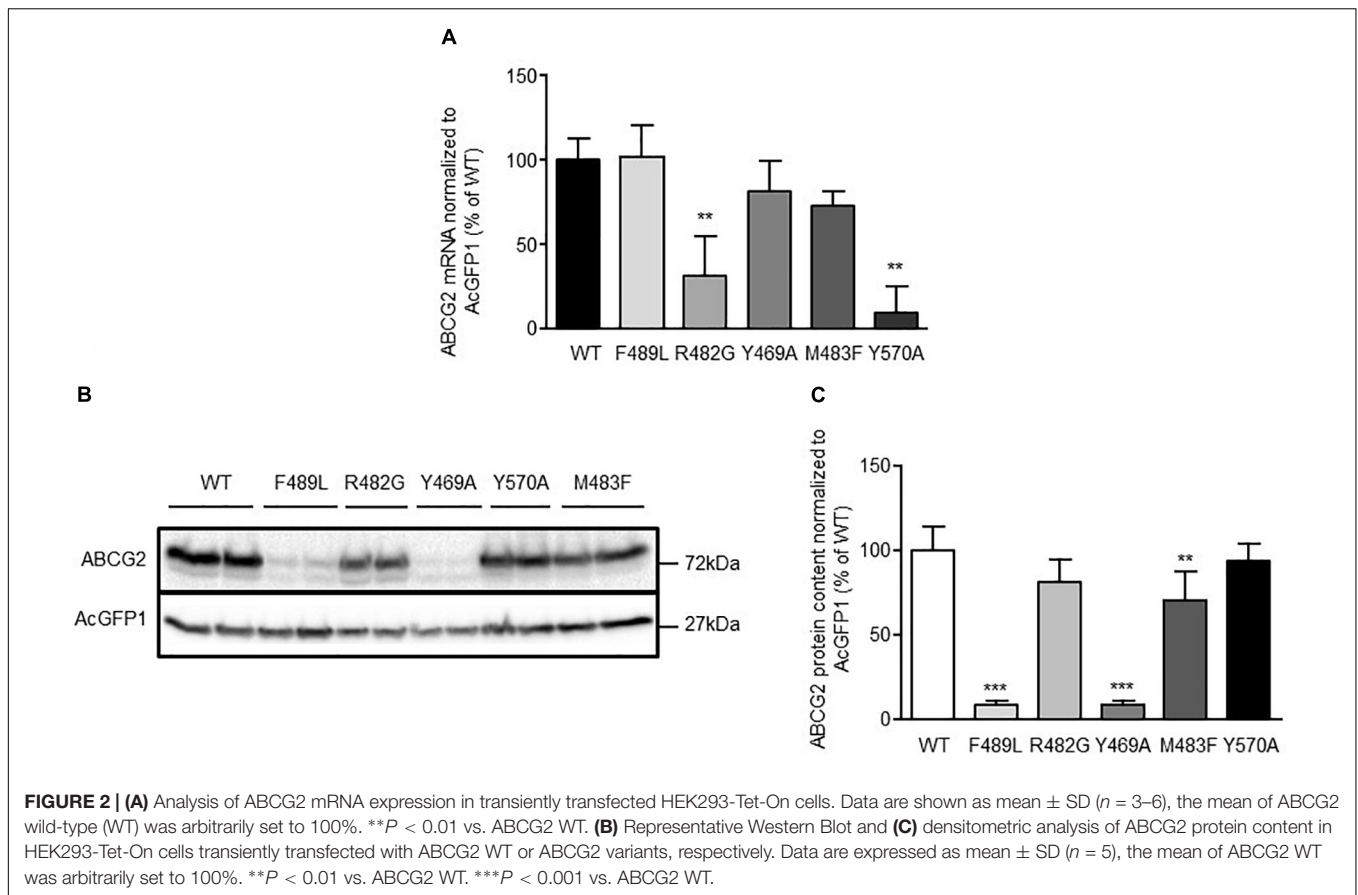 A
ABCG2 mRNA normalized to
AcGFP1 (% of WT)
150
100
50
0
**
**
WT F489L R482G Y469A M483F Y570A
B
WT F489L R482G Y469A Y570A M483F
ABCG2
72kDa
AcGFP1
27kDa
C
ABCG2 protein content normalized to
AcGFP1 (% of WT)
150
100
50
0
***
***
**
WT F489L R482G Y469A M483F Y570A
FIGURE 2 | (A) Analysis of ABCG2 mRNA expression in transiently transfected HEK293-Tet-On cells. Data are shown as mean ± SD (n = 3–6), the mean of ABCG2
wild-type (WT) was arbitrarily set to 100%. **P < 0.01 vs. ABCG2 WT. (B) Representative Western Blot and (C) densitometric analysis of ABCG2 protein content in
HEK293-Tet-On cells transiently transfected with ABCG2 WT or ABCG2 variants, respectively. Data are expressed as mean ± SD (n = 5), the mean of ABCG2 WT
was arbitrarily set to 100%. **P < 0.01 vs. ABCG2 WT. ***P < 0.001 vs. ABCG2 WT.